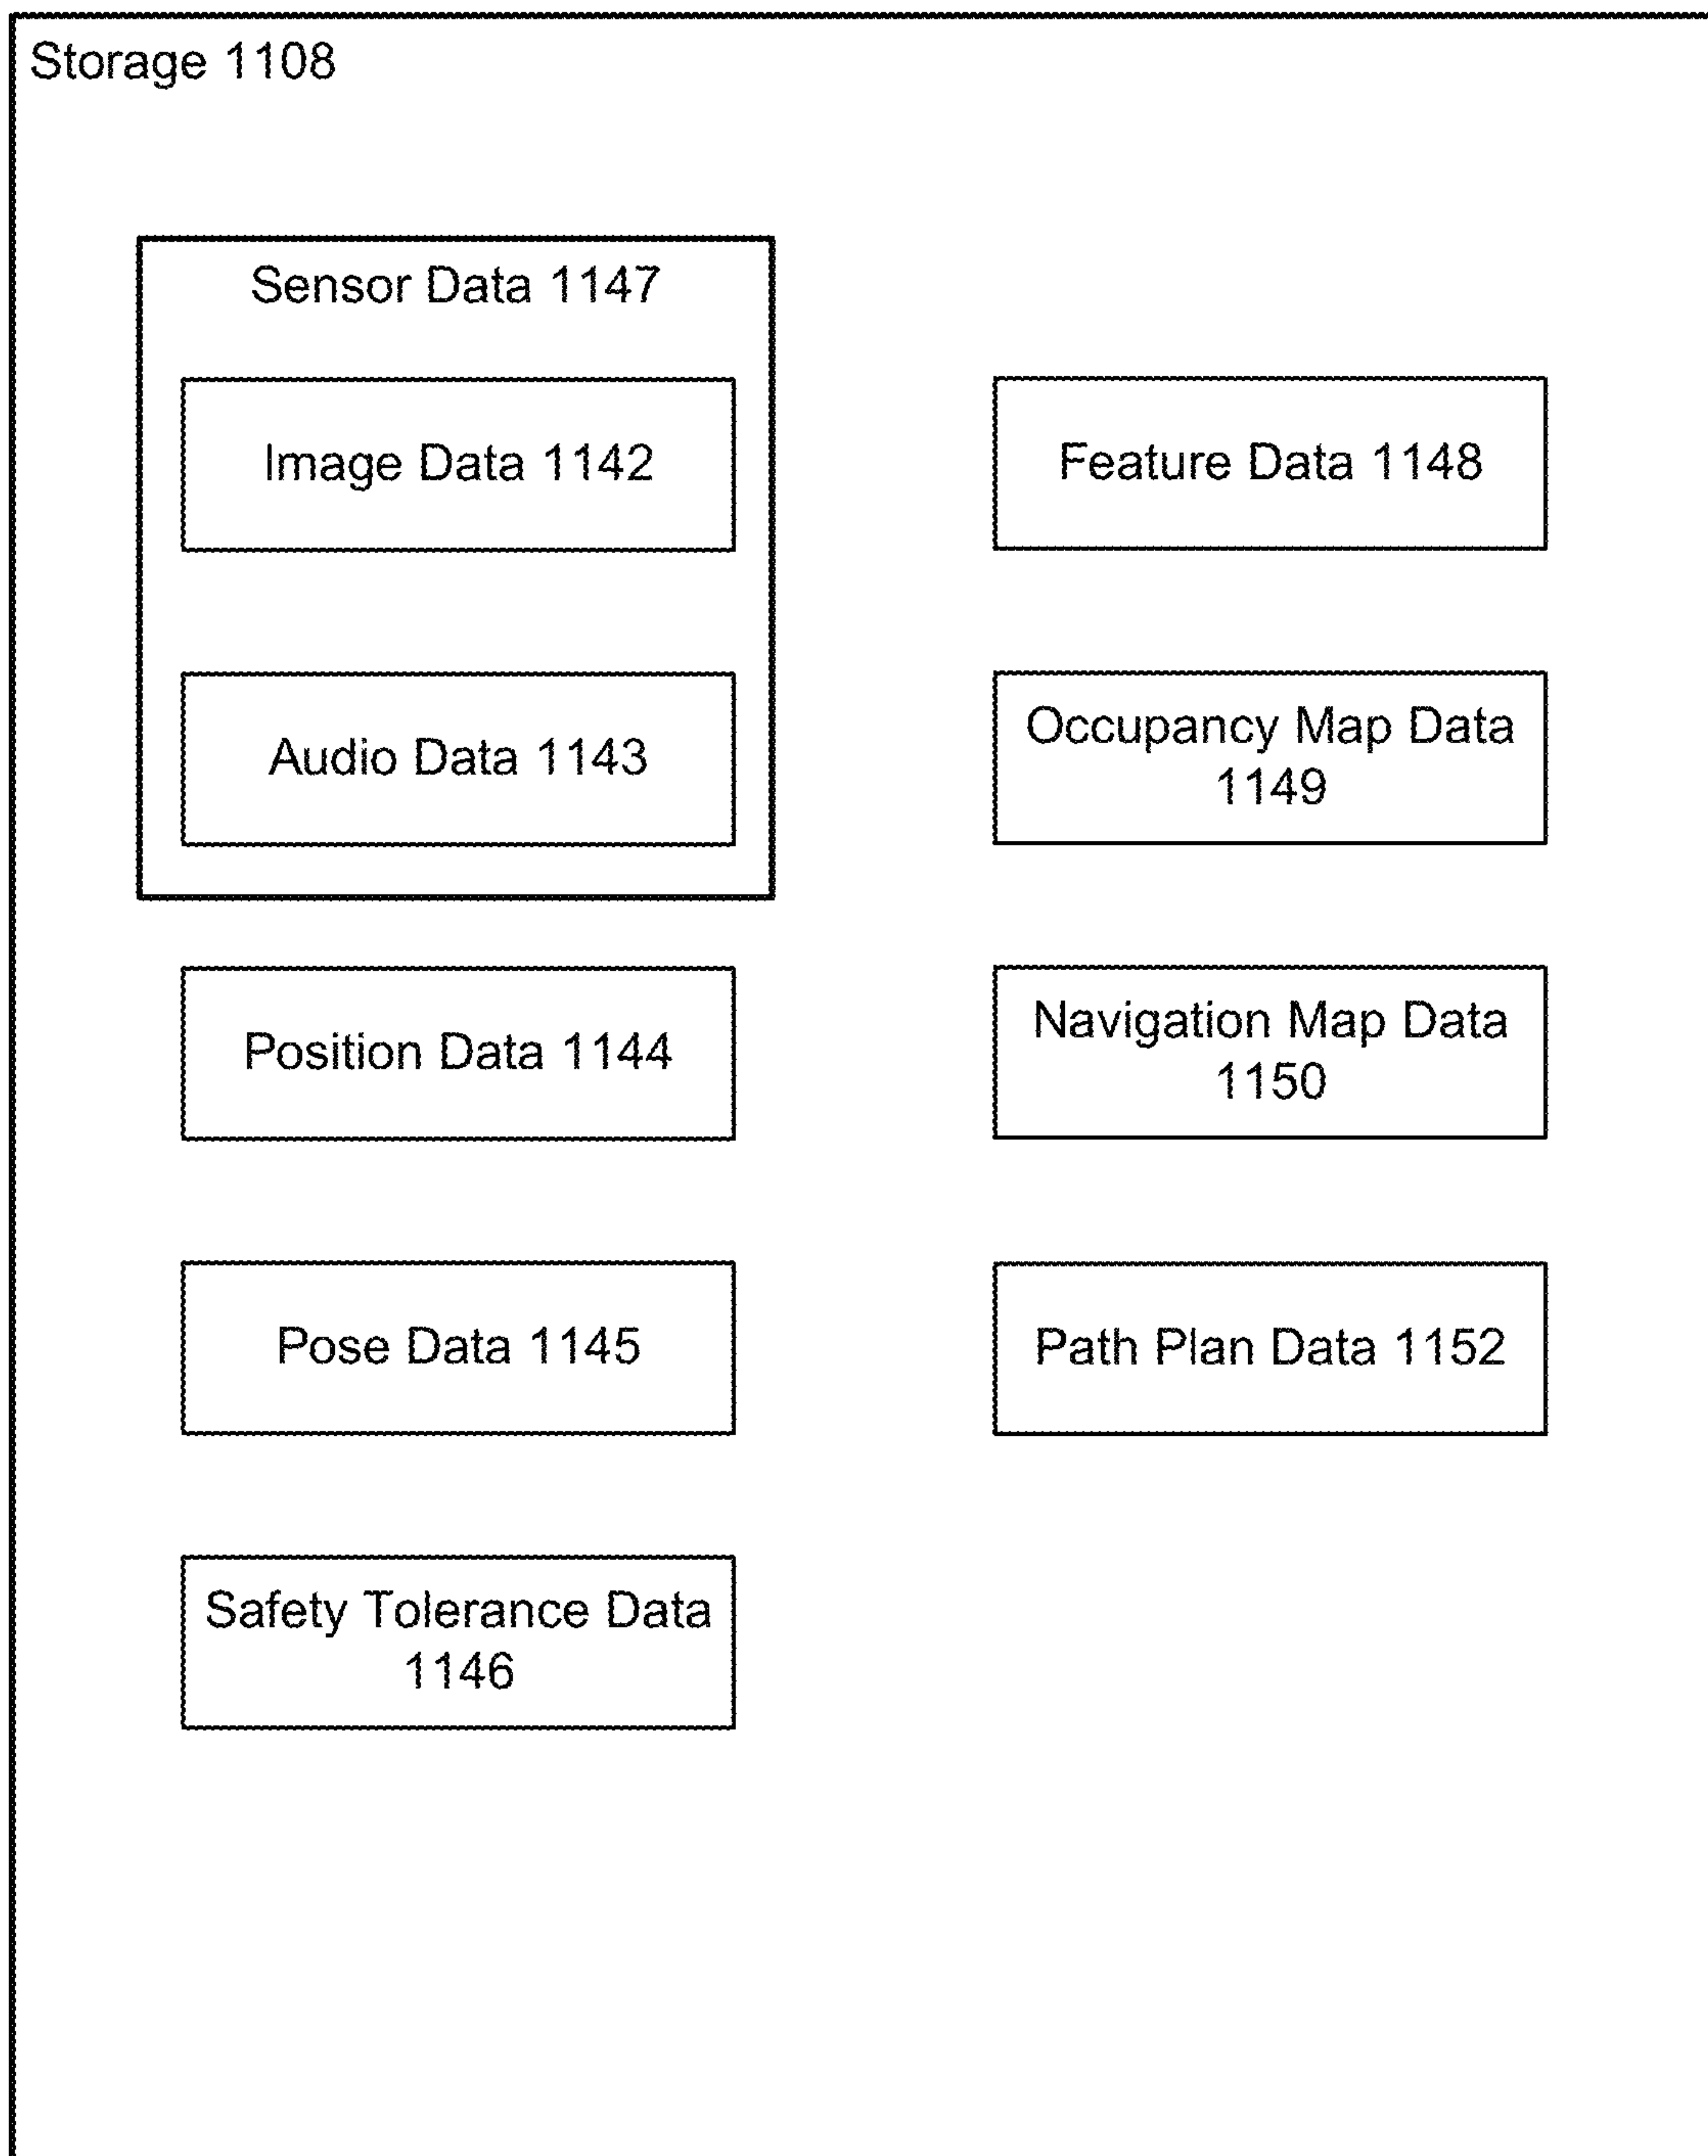 Storage 1108
Sensor Data 1147
Image Data 1142
Audio Data 1143
Position Data 1144
Pose Data 1145
Safety Tolerance Data
1146
Feature Data 1148
Occupancy Map Data
1149
Navigation Map Data
1150
Path Plan Data 1152